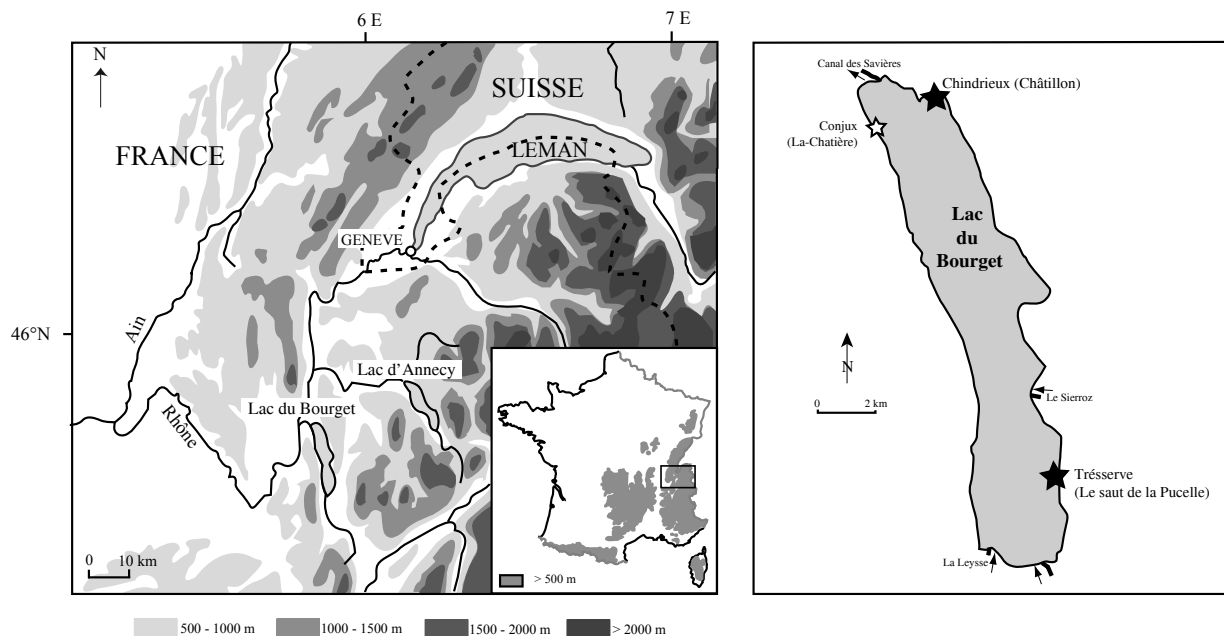 6 E
7 E
N
SUISSE
FRANCE
LEMAN
GENEVE
46°N
Ain
Rhône
Lac d'Annecy
Lac du Bourget
0 10 km
> 500 m
500 - 1000 m
1000 - 1500 m
1500 - 2000 m
> 2000 m
Canal des Savières
Chindrieux (Châtillon)
Conjux
(La-Chatière)
Lac
du
Bourget
N
0 2 km
Le Sierroz
Trésserve
(Le saut de la Pucelle)
La Leysse